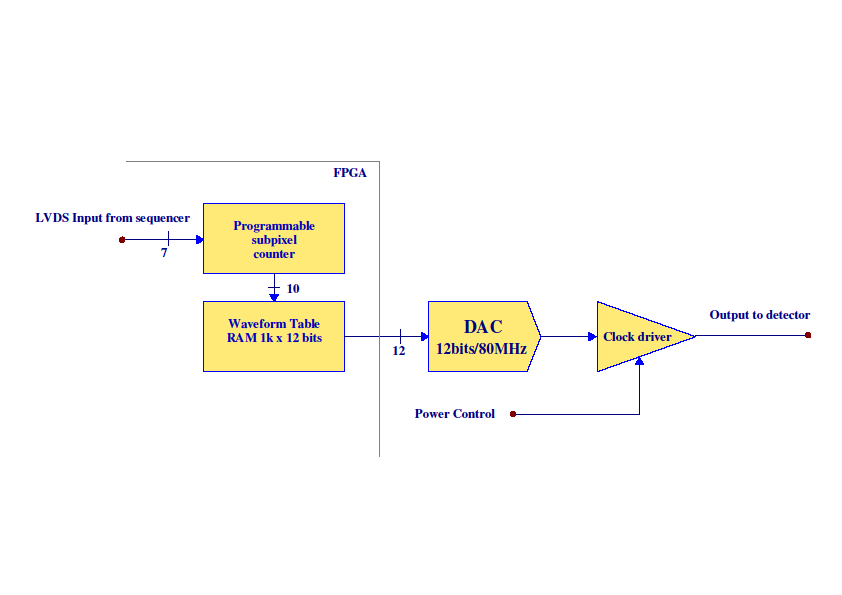 FPGA
LVDS Input from sequencer
7
Programmable
subpixel
counter
10
Waveform Table
RAM 1k x 12 bits
12
DAC
12bits/80MHz
Clock driver
Output to detector
Power Control